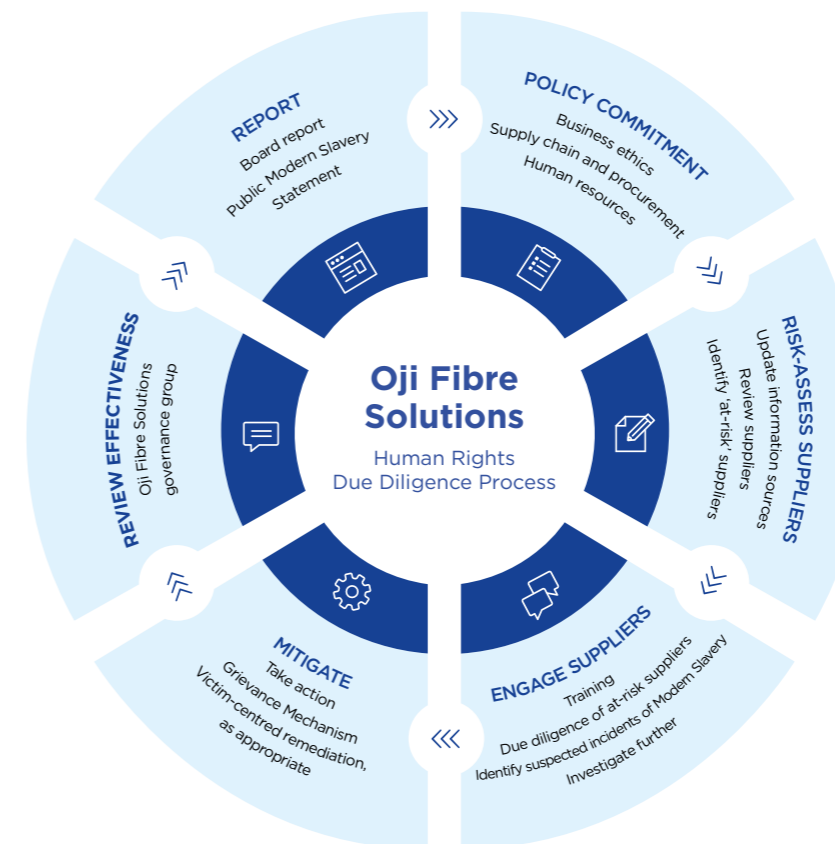 Oji Fibre
Solutions
Human Rights
Due Diligence Process
POLICY COMMITMENT
Business ethics
Supply chain and procurement
Human resources
RISK-ASSESS SUPPLIERS
Update information sources
Review suppliers
Identify ‘at-risk’ suppliers
ENGAGE SUPPLIERS
Training
Due diligence of at-risk suppliers
Identify suspected incidents of Modern Slavery
Investigate further
MITIGATE
Take action
Grievance Mechanism
Victim-centred remediation,
as appropriate
REVIEW EFFECTIVENESS
Oji Fibre Solutions
governance group
REPORT
Board report
Public Modern Slavery
Statement